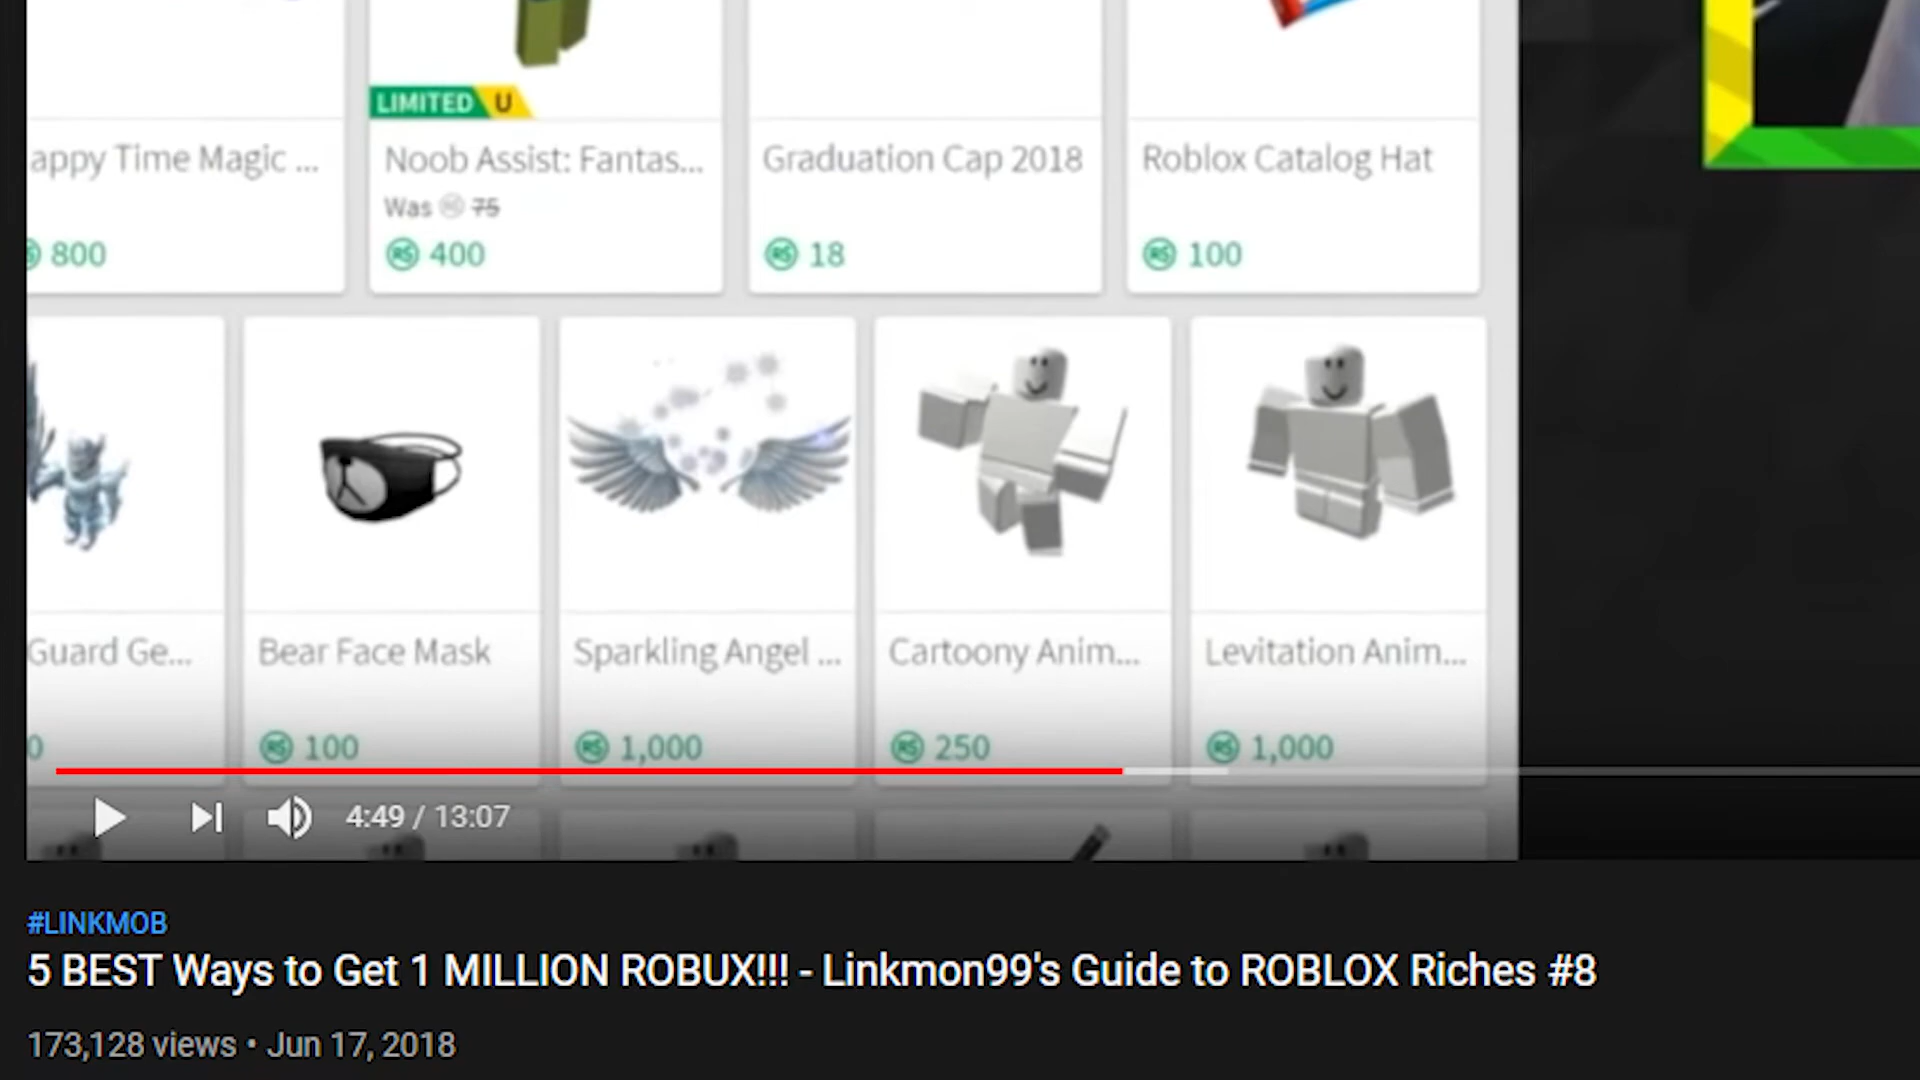 LIMITED U
appy Time Magic ...
Noob Assist: Fantas...
Graduation Cap 2018
Roblox Catalog Hat
Was R$ 75
R$ 800
R$ 400
R$ 18
R$ 100
Guard Ge...
Bear Face Mask
Sparkling Angel ...
Cartoony Anim...
Levitation Anim...
0
R$ 100
R$ 1,000
R$ 250
R$ 1,000
4:49 / 13:07
#LINKMOB
5 BEST Ways to Get 1 MILLION ROBUX!!! - Linkmon99's Guide to ROBLOX Riches #8
173,128 views • Jun 17, 2018